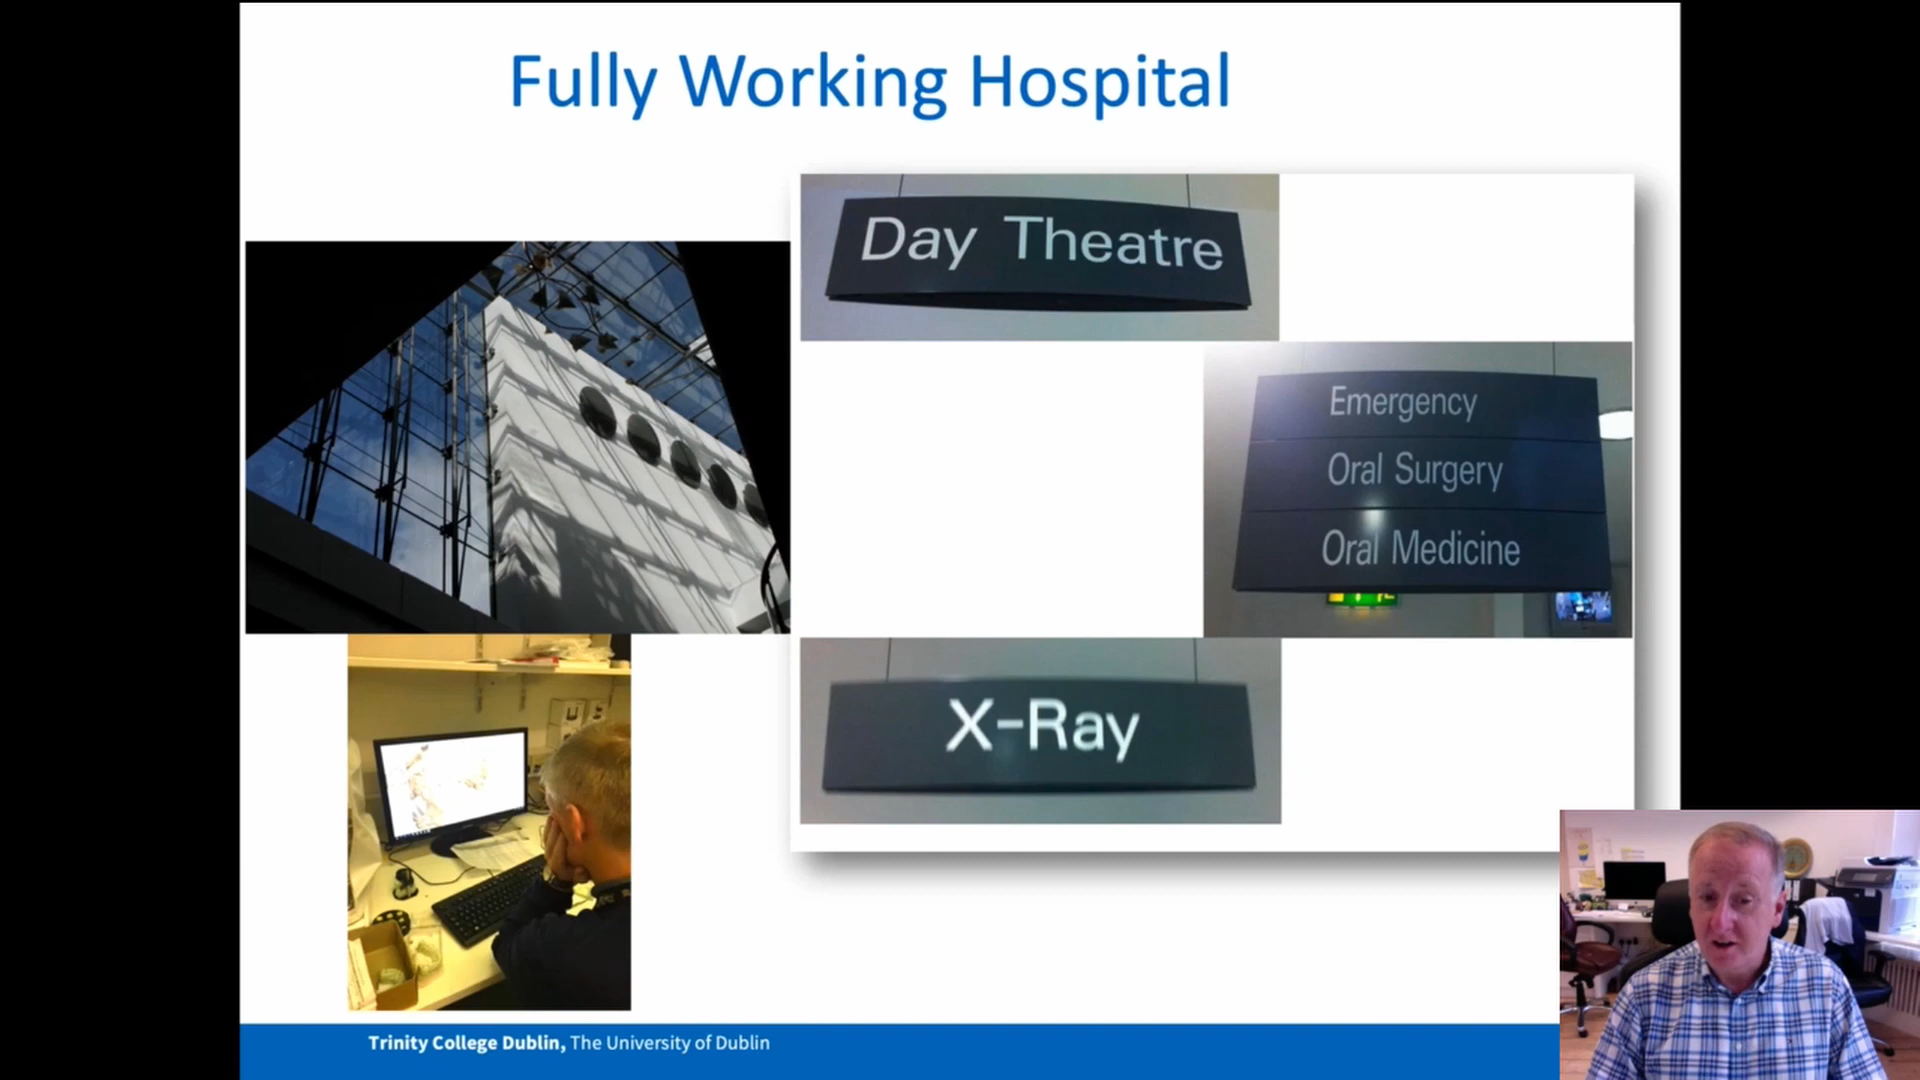 Fully Working Hospital
Day Theatre
Emergency
Oral Surgery
Oral Medicine
X-Ray
Trinity College Dublin, The University of Dublin